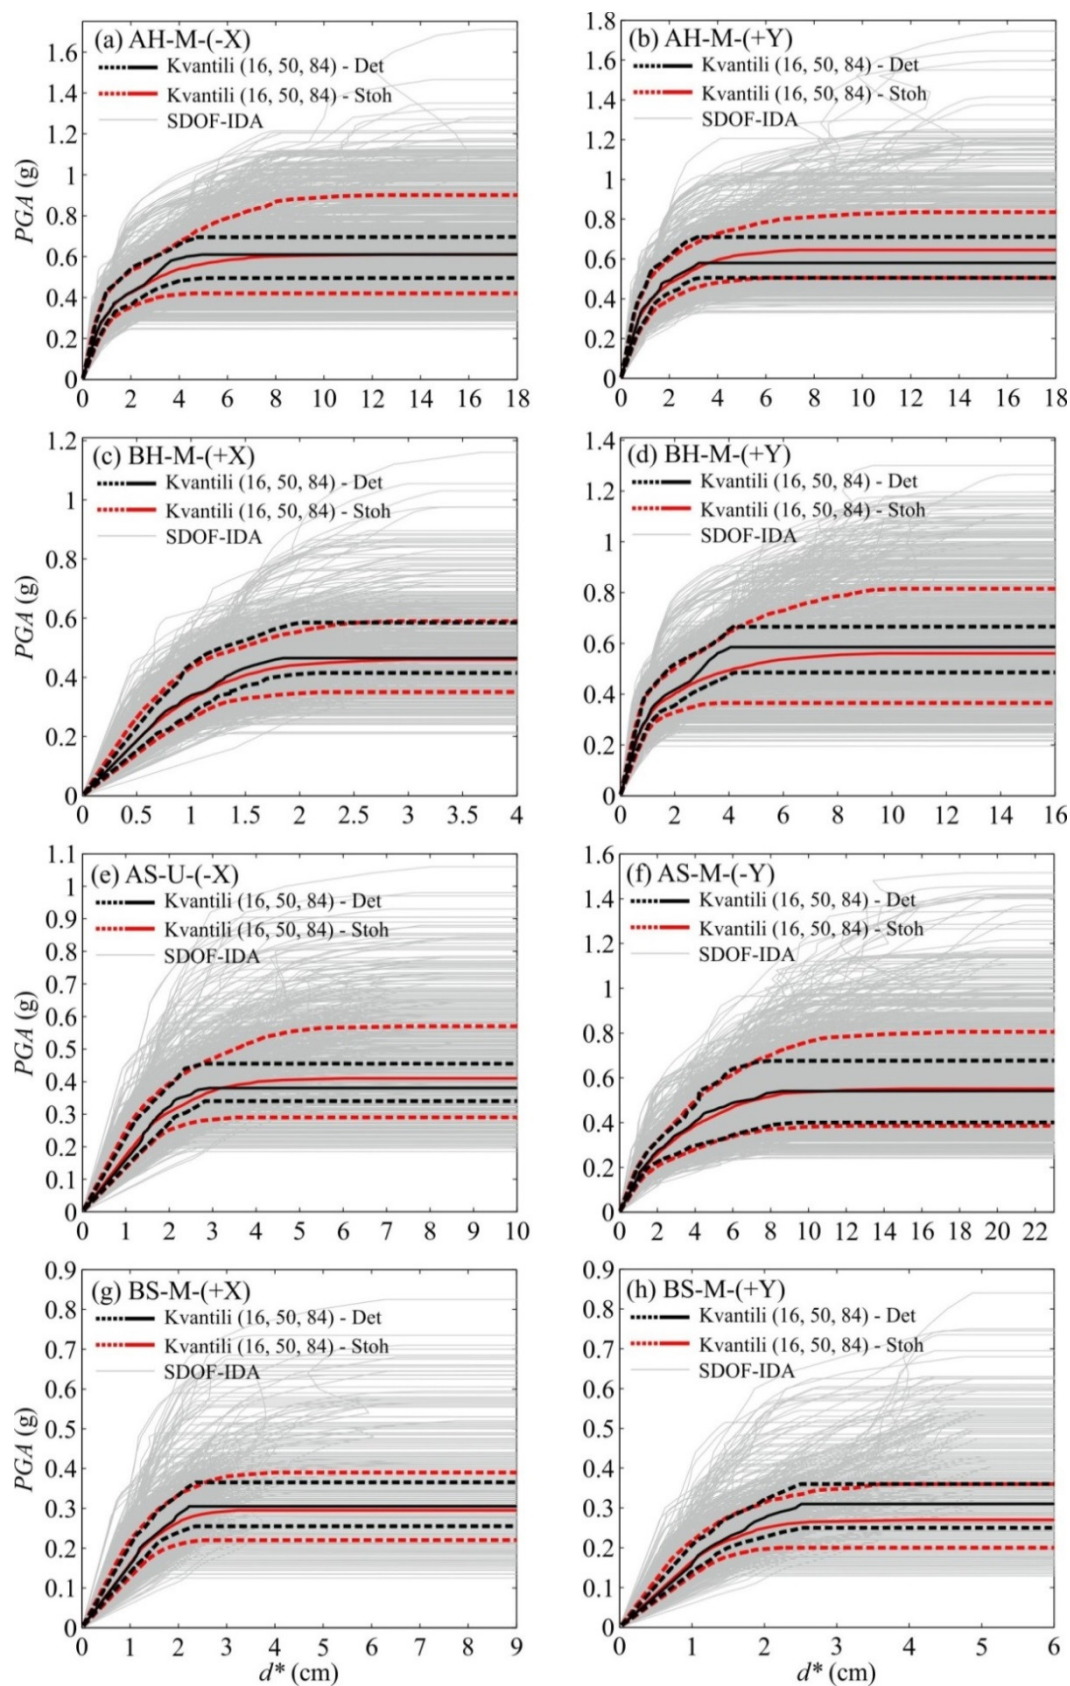 (a) AH-M-(-X)
Kvantili (16, 50, 84) - Det
Kvantili (16, 50, 84) - Stoh
SDOF-IDA
PGA (g)
1.6
1.4
1.2
1
0.8
0.6
0.4
0.2
0
0 2 4 6 8 10 12 14 16 18
(b) AH-M-(+Y)
Kvantili (16, 50, 84) - Det
Kvantili (16, 50, 84) - Stoh
SDOF-IDA
1.8
1.6
1.4
1.2
1
0.8
0.6
0.4
0.2
0
0 2 4 6 8 10 12 14 16 18
(c) BH-M-(+X)
Kvantili (16, 50, 84) - Det
Kvantili (16, 50, 84) - Stoh
SDOF-IDA
PGA (g)
1.2
1
0.8
0.6
0.4
0.2
0
0 0.5 1 1.5 2 2.5 3 3.5 4
(d) BH-M-(+Y)
Kvantili (16, 50, 84) - Det
Kvantili (16, 50, 84) - Stoh
SDOF-IDA
1.4
1.2
1
0.8
0.6
0.4
0.2
0
0 2 4 6 8 10 12 14 16
(e) AS-U-(-X)
Kvantili (16, 50, 84) - Det
Kvantili (16, 50, 84) - Stoh
SDOF-IDA
PGA (g)
1.1
1
0.9
0.8
0.7
0.6
0.5
0.4
0.3
0.2
0.1
0
0 1 2 3 4 5 6 7 8 9 10
(f) AS-M-(-Y)
Kvantili (16, 50, 84) - Det
Kvantili (16, 50, 84) - Stoh
SDOF-IDA
1.6
1.4
1.2
1
0.8
0.6
0.4
0.2
0
0 2 4 6 8 10 12 14 16 18 20 22
(g) BS-M-(+X)
Kvantili (16, 50, 84) - Det
Kvantili (16, 50, 84) - Stoh
SDOF-IDA
PGA (g)
0.9
0.8
0.7
0.6
0.5
0.4
0.3
0.2
0.1
0
0 1 2 3 4 5 6 7 8 9
d* (cm)
(h) BS-M-(+Y)
Kvantili (16, 50, 84) - Det
Kvantili (16, 50, 84) - Stoh
SDOF-IDA
0.9
0.8
0.7
0.6
0.5
0.4
0.3
0.2
0.1
0
0 1 2 3 4 5 6
d* (cm)